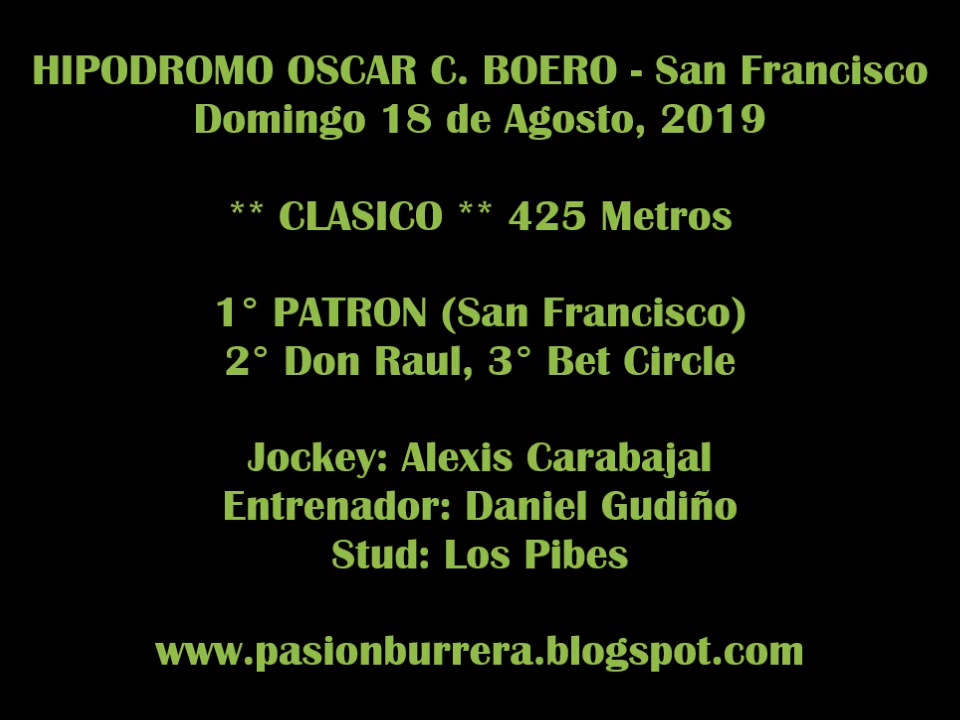 HIPODROMO OSCAR C. BOERO - San Francisco
Domingo 18 de Agosto, 2019
** CLASICO ** 425 Metros
1° PATRON (San Francisco)
2° Don Raul, 3° Bet Circle
Jockey: Alexis Carabajal
Entrenador: Daniel Gudiño
Stud: Los Pibes
www.pasionburrera.blogspot.com